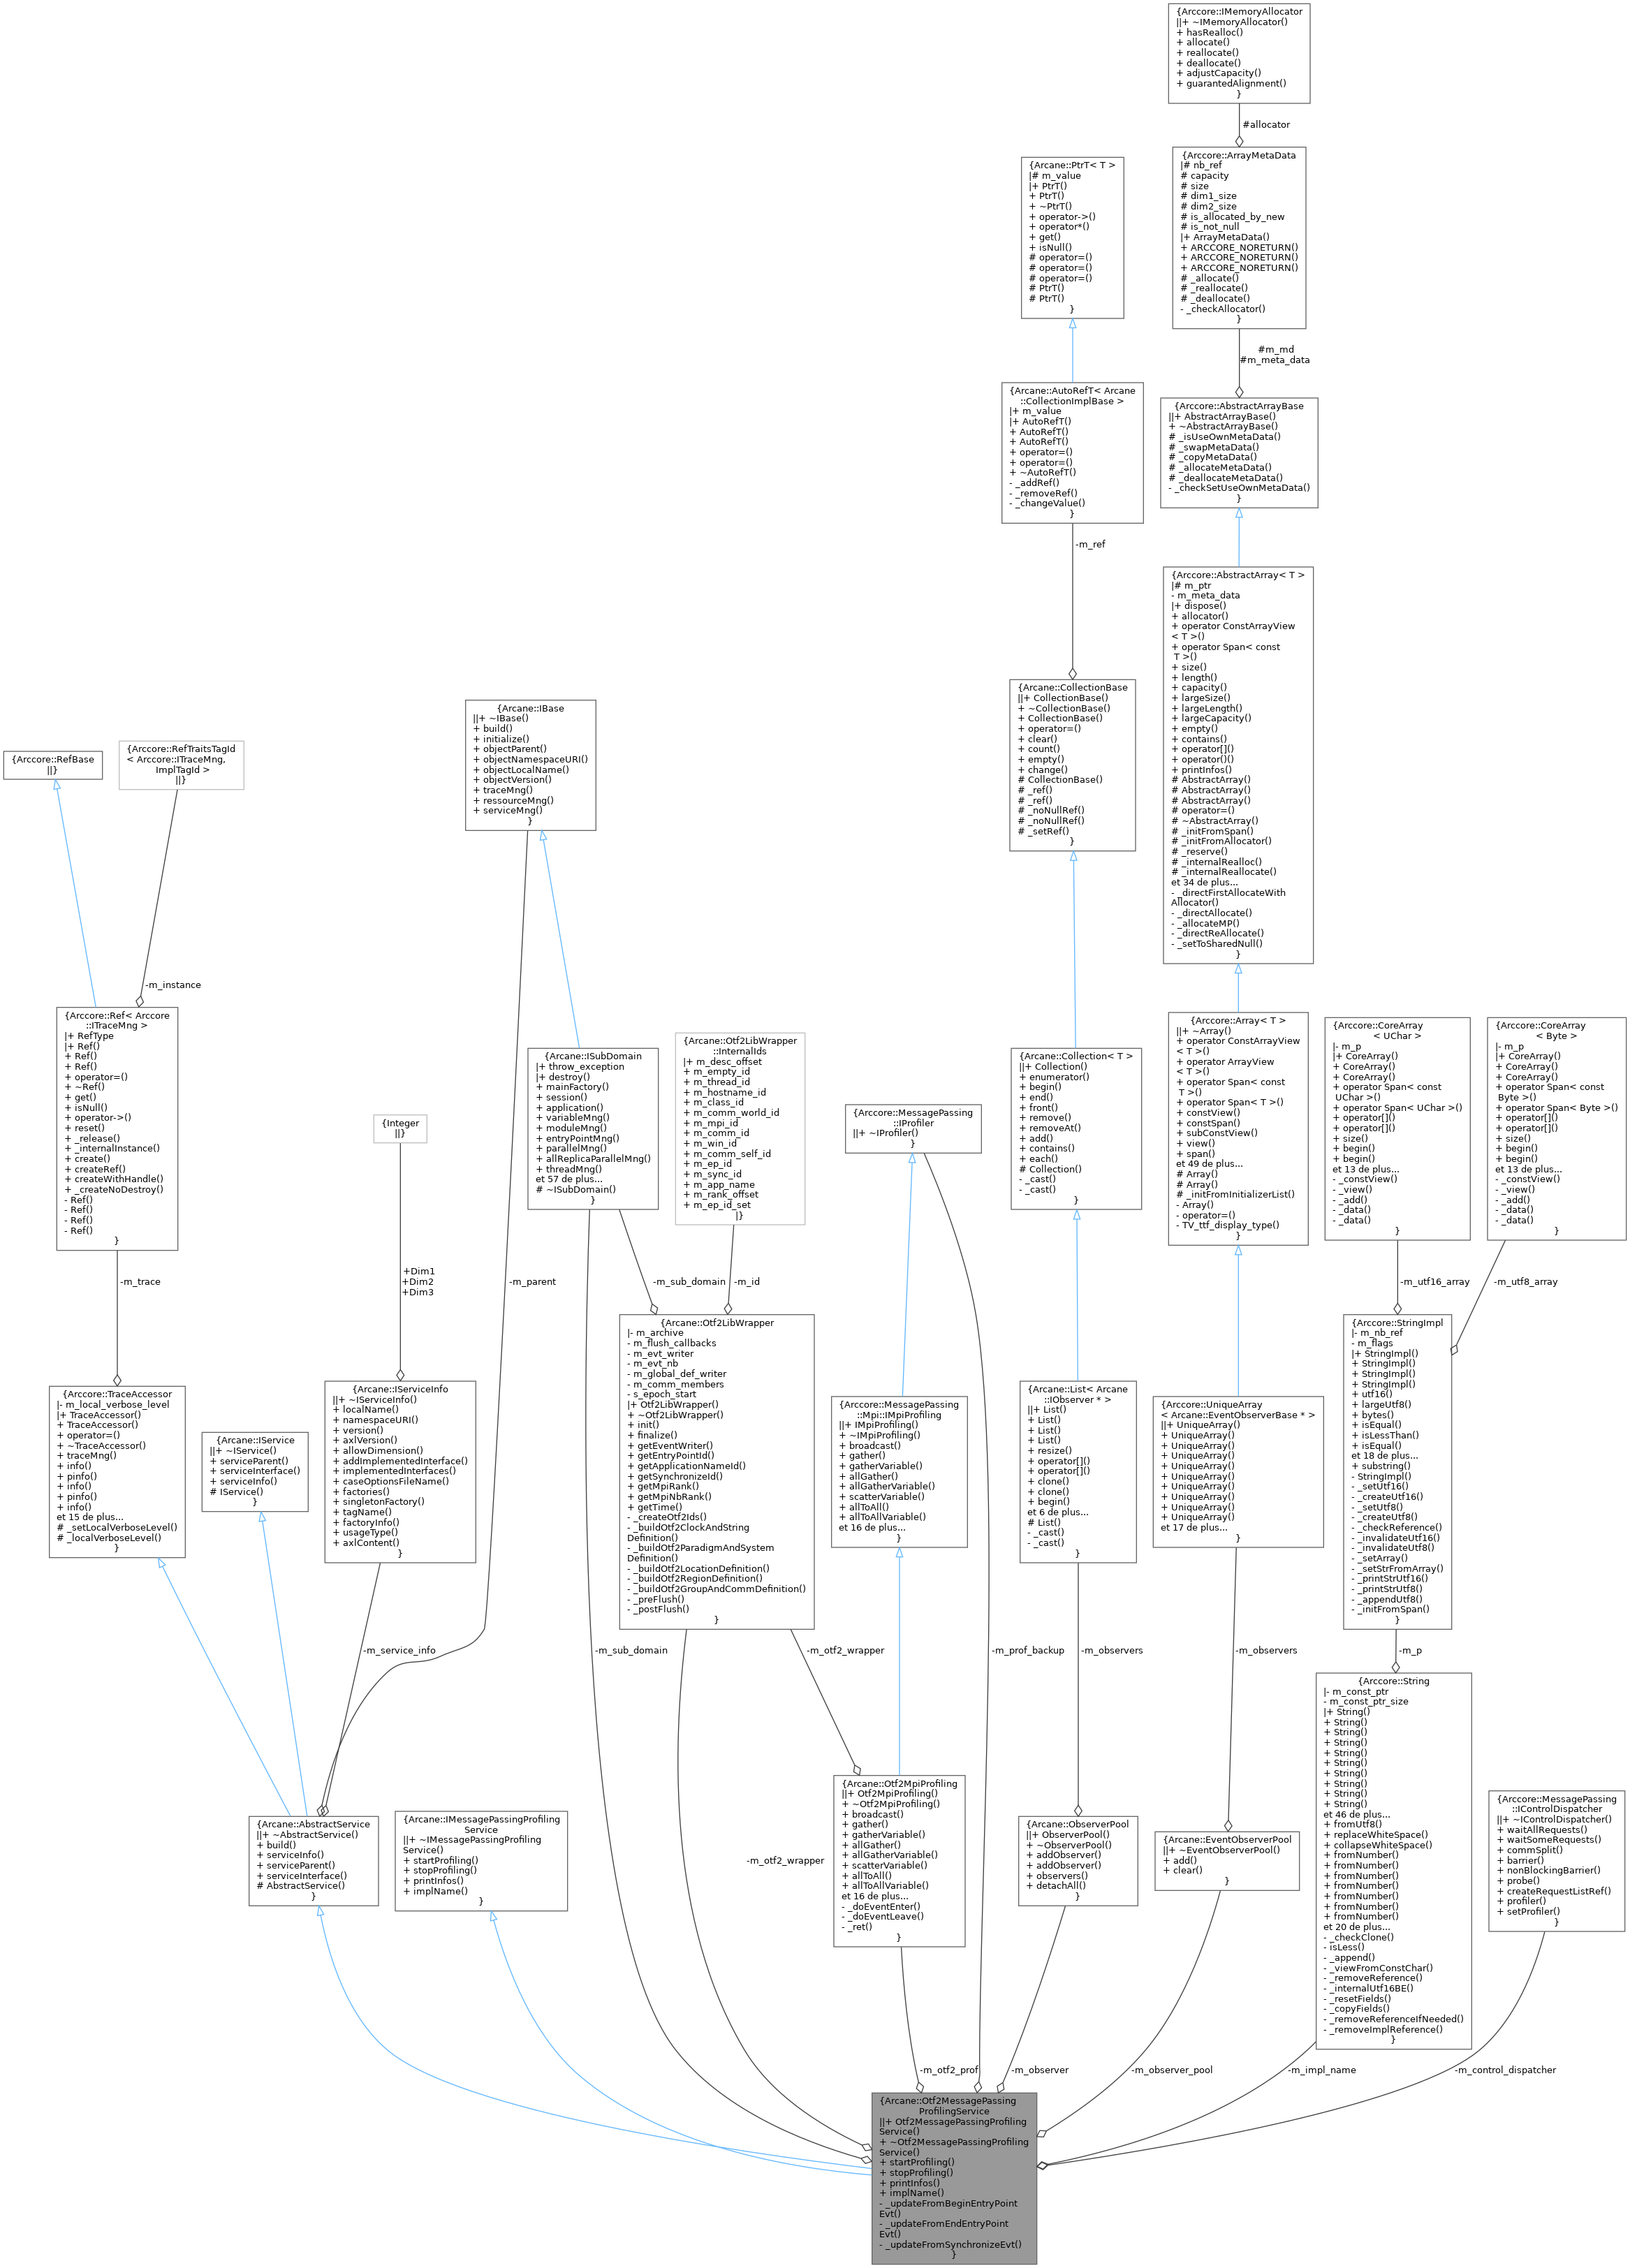 {Arccore::IMemoryAllocator
||+ ~IMemoryAllocator()
+ hasRealloc()
+ allocate()
+ reallocate()
+ deallocate()
+ adjustCapacity()
+ guarantedAlignment()
}
#allocator
{Arccore::ArrayMetaData
|# nb_ref
# capacity
# size
# dim1_size
# dim2_size
# is_allocated_by_new
# is_not_null
|+ ArrayMetaData()
+ ARCCORE_NORETURN()
+ ARCCORE_NORETURN()
+ ARCCORE_NORETURN()
# _allocate()
# _reallocate()
# _deallocate()
- _checkAllocator()
}
{Arcane::PtrT< T >
|# m_value
|+ PtrT()
+ PtrT()
+ ~PtrT()
+ operator->()
+ operator*()
+ get()
+ isNull()
# operator=()
# operator=()
# operator=()
# PtrT()
# PtrT()
}
#m_md
#m_meta_data
{Arcane::AutoRefT< Arcane
::CollectionImplBase >
|+ m_value
|+ AutoRefT()
+ AutoRefT()
+ AutoRefT()
+ operator=()
+ operator=()
+ ~AutoRefT()
- _addRef()
- _removeRef()
- _changeValue()
}
{Arccore::AbstractArrayBase
||+ AbstractArrayBase()
+ ~AbstractArrayBase()
# _isUseOwnMetaData()
# _swapMetaData()
# _copyMetaData()
# _allocateMetaData()
# _deallocateMetaData()
- _checkSetUseOwnMetaData()
}
-m_ref
{Arccore::AbstractArray< T >
|# m_ptr
- m_meta_data
|+ dispose()
+ allocator()
+ operator ConstArrayView
< T >()
+ operator Span< const
T >()
+ size()
+ length()
+ capacity()
+ largeSize()
+ largeLength()
+ largeCapacity()
+ empty()
+ contains()
+ operator[]()
+ operator()()
+ printInfos()
# AbstractArray()
# AbstractArray()
# AbstractArray()
# operator=()
# ~AbstractArray()
# _initFromSpan()
# _initFromAllocator()
# _reserve()
# _internalRealloc()
# _internalReallocate()
et 34 de plus...
- _directFirstAllocateWith
Allocator()
- _directAllocate()
- _allocateMP()
- _directReAllocate()
- _setToSharedNull()
}
{Arcane::CollectionBase
||+ CollectionBase()
+ ~CollectionBase()
+ CollectionBase()
+ operator=()
+ clear()
+ count()
+ empty()
+ change()
# CollectionBase()
# _ref()
# _ref()
# _noNullRef()
# _noNullRef()
# _setRef()
}
{Arcane::IBase
||+ ~IBase()
+ build()
+ initialize()
+ objectParent()
+ objectNamespaceURI()
+ objectLocalName()
+ objectVersion()
+ traceMng()
+ ressourceMng()
+ serviceMng()
}
{Arccore::RefBase
||}
{Arccore::RefTraitsTagId
< Arccore::ITraceMng,
ImplTagId >
||}
-m_instance
{Arccore::Ref< Arccore
::ITraceMng >
|+ RefType
|+ Ref()
+ Ref()
+ Ref()
+ operator=()
+ ~Ref()
+ get()
+ isNull()
+ operator->()
+ reset()
+ _release()
+ _internalInstance()
+ create()
+ createRef()
+ createWithHandle()
+ _createNoDestroy()
- Ref()
- Ref()
- Ref()
- Ref()
}
{Integer
||}
{Arcane::ISubDomain
|+ throw_exception
|+ destroy()
+ mainFactory()
+ session()
+ application()
+ variableMng()
+ moduleMng()
+ entryPointMng()
+ parallelMng()
+ allReplicaParallelMng()
+ threadMng()
et 57 de plus...
# ~ISubDomain()
}
{Arcane::Otf2LibWrapper
::InternalIds
|+ m_desc_offset
+ m_empty_id
+ m_thread_id
+ m_hostname_id
+ m_class_id
+ m_comm_world_id
+ m_mpi_id
+ m_comm_id
+ m_win_id
+ m_comm_self_id
+ m_ep_id
+ m_sync_id
+ m_app_name
+ m_rank_offset
+ m_ep_id_set
|}
{Arccore::MessagePassing
::IProfiler
||+ ~IProfiler()
}
{Arcane::Collection< T >
||+ Collection()
+ enumerator()
+ begin()
+ end()
+ front()
+ remove()
+ removeAt()
+ add()
+ contains()
+ each()
# Collection()
- _cast()
- _cast()
}
{Arccore::Array< T >
||+ ~Array()
+ operator ConstArrayView
< T >()
+ operator ArrayView
< T >()
+ operator Span< const
T >()
+ operator Span< T >()
+ constView()
+ constSpan()
+ subConstView()
+ view()
+ span()
et 49 de plus...
# Array()
# Array()
# _initFromInitializerList()
- Array()
- operator=()
- TV_ttf_display_type()
}
{Arccore::CoreArray
< UChar >
|- m_p
|+ CoreArray()
+ CoreArray()
+ CoreArray()
+ operator Span< const
UChar >()
+ operator Span< UChar >()
+ operator[]()
+ operator[]()
+ size()
+ begin()
+ begin()
et 13 de plus...
- _constView()
- _view()
- _add()
- _data()
- _data()
}
{Arccore::CoreArray
< Byte >
|- m_p
|+ CoreArray()
+ CoreArray()
+ CoreArray()
+ operator Span< const
Byte >()
+ operator Span< Byte >()
+ operator[]()
+ operator[]()
+ size()
+ begin()
+ begin()
et 13 de plus...
- _constView()
- _view()
- _add()
- _data()
- _data()
}
-m_trace
+Dim1
+Dim2
+Dim3
-m_parent
-m_sub_domain
-m_id
-m_utf16_array
-m_utf8_array
{Arccore::TraceAccessor
|- m_local_verbose_level
|+ TraceAccessor()
+ TraceAccessor()
+ operator=()
+ ~TraceAccessor()
+ traceMng()
+ info()
+ pinfo()
+ info()
+ pinfo()
+ info()
et 15 de plus...
# _setLocalVerboseLevel()
# _localVerboseLevel()
}
{Arcane::IService
||+ ~IService()
+ serviceParent()
+ serviceInterface()
+ serviceInfo()
# IService()
}
{Arcane::IServiceInfo
||+ ~IServiceInfo()
+ localName()
+ namespaceURI()
+ version()
+ axlVersion()
+ allowDimension()
+ addImplementedInterface()
+ implementedInterfaces()
+ caseOptionsFileName()
+ factories()
+ singletonFactory()
+ tagName()
+ factoryInfo()
+ usageType()
+ axlContent()
}
{Arcane::Otf2LibWrapper
|- m_archive
- m_flush_callbacks
- m_evt_writer
- m_evt_nb
- m_global_def_writer
- m_comm_members
- s_epoch_start
|+ Otf2LibWrapper()
+ ~Otf2LibWrapper()
+ init()
+ finalize()
+ getEventWriter()
+ getEntryPointId()
+ getApplicationNameId()
+ getSynchronizeId()
+ getMpiRank()
+ getMpiNbRank()
+ getTime()
- _createOtf2Ids()
- _buildOtf2ClockAndString
Definition()
- _buildOtf2ParadigmAndSystem
Definition()
- _buildOtf2LocationDefinition()
- _buildOtf2RegionDefinition()
- _buildOtf2GroupAndCommDefinition()
- _preFlush()
- _postFlush()
}
{Arccore::MessagePassing
::Mpi::IMpiProfiling
||+ IMpiProfiling()
+ ~IMpiProfiling()
+ broadcast()
+ gather()
+ gatherVariable()
+ allGather()
+ allGatherVariable()
+ scatterVariable()
+ allToAll()
+ allToAllVariable()
et 16 de plus...
}
{Arcane::List< Arcane
::IObserver * >
||+ List()
+ List()
+ List()
+ List()
+ resize()
+ operator[]()
+ operator[]()
+ clone()
+ clone()
+ begin()
et 6 de plus...
# List()
- _cast()
- _cast()
}
{Arccore::UniqueArray
< Arcane::EventObserverBase * >
||+ UniqueArray()
+ UniqueArray()
+ UniqueArray()
+ UniqueArray()
+ UniqueArray()
+ UniqueArray()
+ UniqueArray()
+ UniqueArray()
+ UniqueArray()
+ UniqueArray()
et 17 de plus...
}
{Arccore::StringImpl
|- m_nb_ref
- m_flags
|+ StringImpl()
+ StringImpl()
+ StringImpl()
+ StringImpl()
+ utf16()
+ largeUtf8()
+ bytes()
+ isEqual()
+ isLessThan()
+ isEqual()
et 18 de plus...
+ substring()
- StringImpl()
- _setUtf16()
- _createUtf16()
- _setUtf8()
- _createUtf8()
- _checkReference()
- _invalidateUtf16()
- _invalidateUtf8()
- _setArray()
- _setStrFromArray()
- _printStrUtf16()
- _printStrUtf8()
- _appendUtf8()
- _initFromSpan()
}
-m_service_info
-m_sub_domain
-m_otf2_wrapper
-m_prof_backup
-m_observers
-m_observers
-m_p
{Arccore::String
|- m_const_ptr
- m_const_ptr_size
|+ String()
+ String()
+ String()
+ String()
+ String()
+ String()
+ String()
+ String()
+ String()
+ String()
et 46 de plus...
+ fromUtf8()
+ replaceWhiteSpace()
+ collapseWhiteSpace()
+ fromNumber()
+ fromNumber()
+ fromNumber()
+ fromNumber()
+ fromNumber()
+ fromNumber()
+ fromNumber()
et 20 de plus...
- _checkClone()
- isLess()
- _append()
- _viewFromConstChar()
- _removeReference()
- _internalUtf16BE()
- _resetFields()
- _copyFields()
- _removeReferenceIfNeeded()
- _removeImplReference()
}
{Arcane::AbstractService
||+ ~AbstractService()
+ build()
+ serviceInfo()
+ serviceParent()
+ serviceInterface()
# AbstractService()
}
{Arcane::IMessagePassingProfiling
Service
||+ ~IMessagePassingProfiling
Service()
+ startProfiling()
+ stopProfiling()
+ printInfos()
+ implName()
}
-m_otf2_wrapper
{Arcane::Otf2MpiProfiling
||+ Otf2MpiProfiling()
+ ~Otf2MpiProfiling()
+ broadcast()
+ gather()
+ gatherVariable()
+ allGather()
+ allGatherVariable()
+ scatterVariable()
+ allToAll()
+ allToAllVariable()
et 16 de plus...
- _doEventEnter()
- _doEventLeave()
- _ret()
}
{Arcane::ObserverPool
||+ ObserverPool()
+ ~ObserverPool()
+ addObserver()
+ addObserver()
+ observers()
+ detachAll()
}
{Arcane::EventObserverPool
||+ ~EventObserverPool()
+ add()
+ clear()
}
{Arccore::MessagePassing
::IControlDispatcher
||+ ~IControlDispatcher()
+ waitAllRequests()
+ waitSomeRequests()
+ commSplit()
+ barrier()
+ nonBlockingBarrier()
+ probe()
+ createRequestListRef()
+ profiler()
+ setProfiler()
}
-m_otf2_prof
-m_observer
-m_observer_pool
-m_impl_name
-m_control_dispatcher
{Arcane::Otf2MessagePassing
ProfilingService
||+ Otf2MessagePassingProfiling
Service()
+ ~Otf2MessagePassingProfiling
Service()
+ startProfiling()
+ stopProfiling()
+ printInfos()
+ implName()
- _updateFromBeginEntryPoint
Evt()
- _updateFromEndEntryPoint
Evt()
- _updateFromSynchronizeEvt()
}